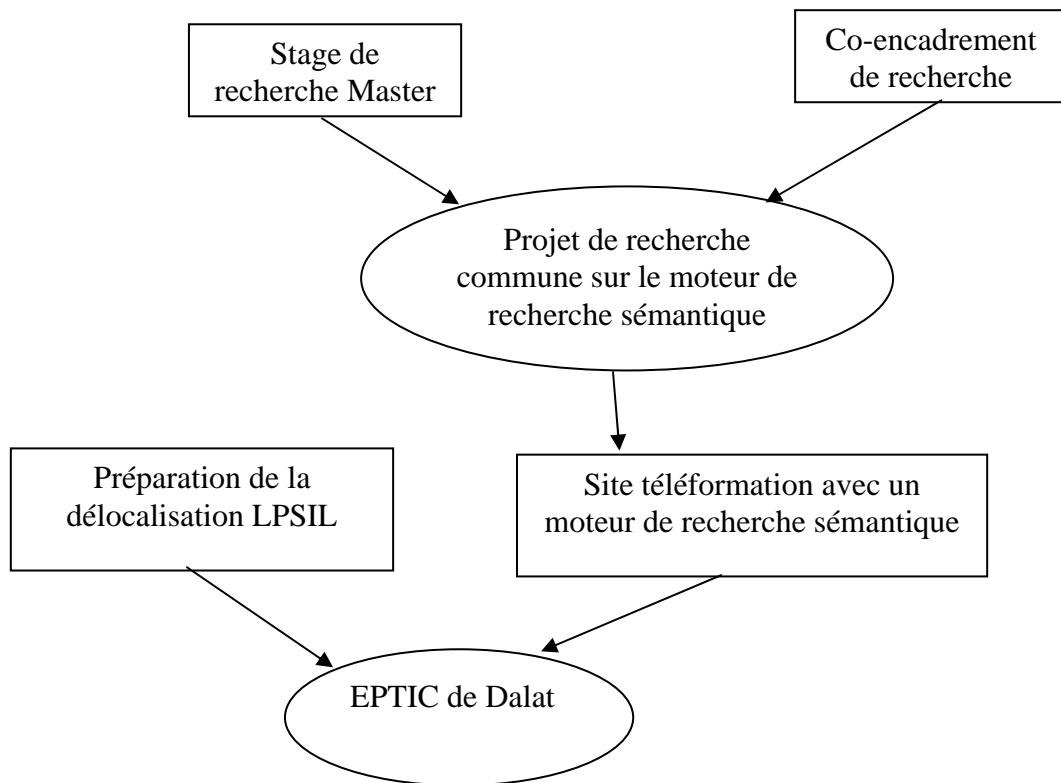 Stage de
recherche Master
Co-encadrement
de recherche
Projet de recherche
commune sur le moteur de
recherche sémantique
Préparation de la
délocalisation LPSIL
Site téléformation avec un
moteur de recherche sémantique
EPTIC de Dalat